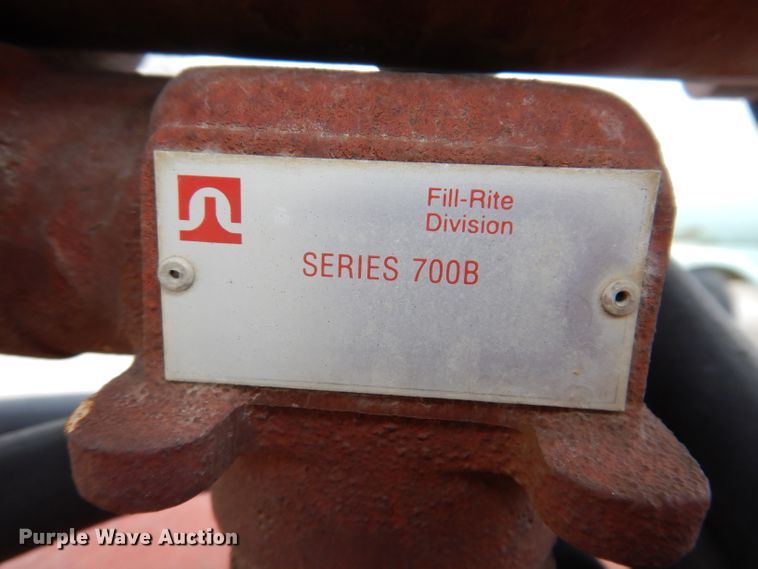 Fill-Rite
Division
SERIES 700B
Purple Wave Auction